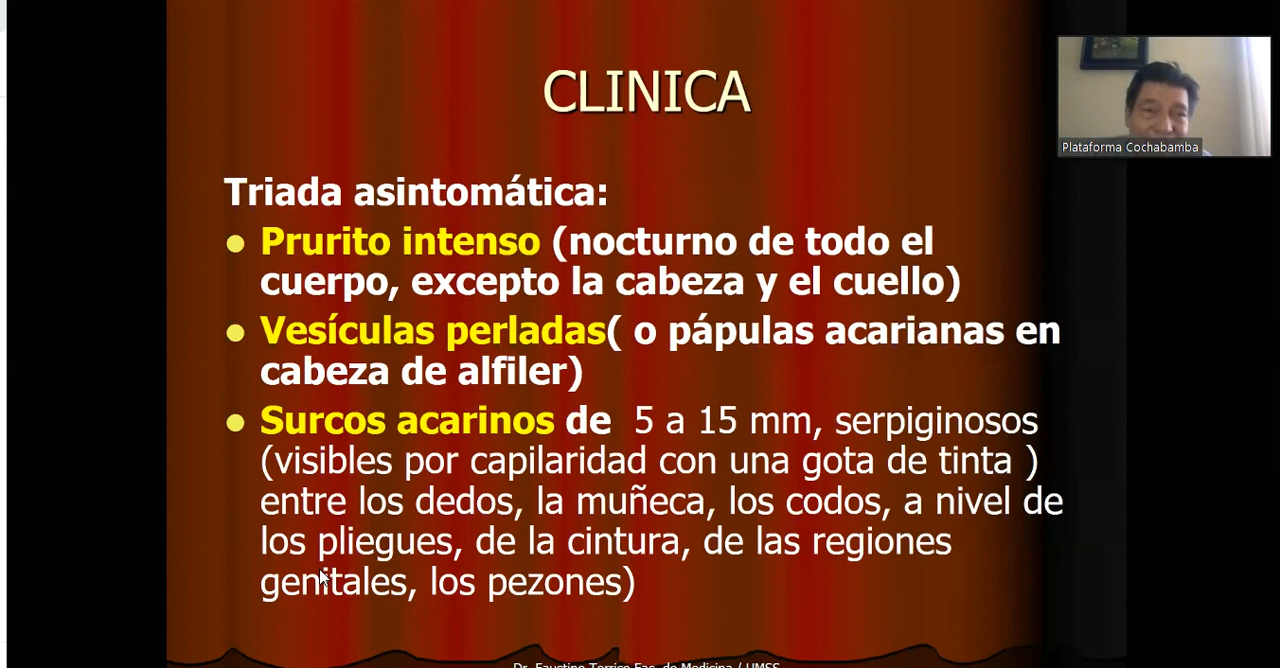 CLINICA
Plataforma Cochabamba
Triada asintomática:
Prurito intenso (nocturno de todo el
cuerpo, excepto la cabeza y el cuello)
Vesículas perladas( o pápulas acarianas en
cabeza de alfiler)
Surcos acarinos de 5 a 15 mm, serpiginosos
(visibles por capilaridad con una gota de tinta )
entre los dedos, la muñeca, los codos, a nivel de
los pliegues, de la cintura, de las regiones
genitales, los pezones)
Dr. Faustino Torrico Fac. de Medicina / UMSS